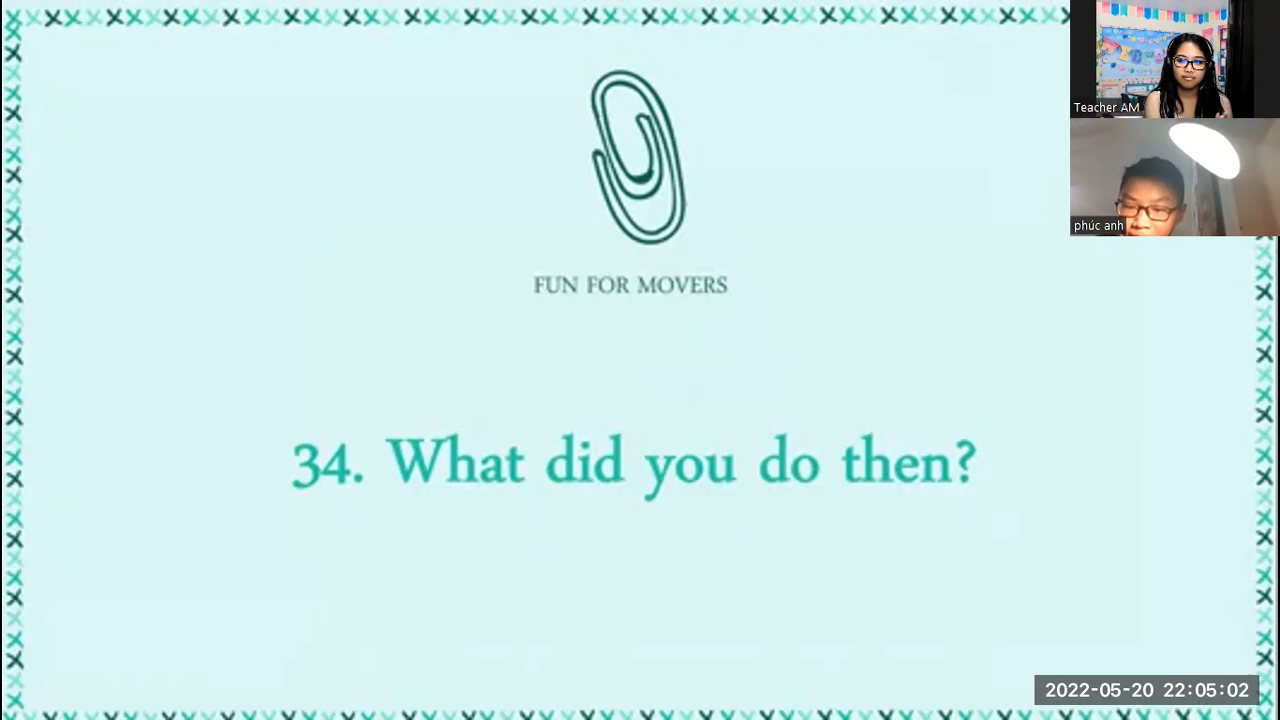 Teacher AM
phúc anh
FUN FOR MOVERS
34. What did you do then?
2022-05-20 22:05:02